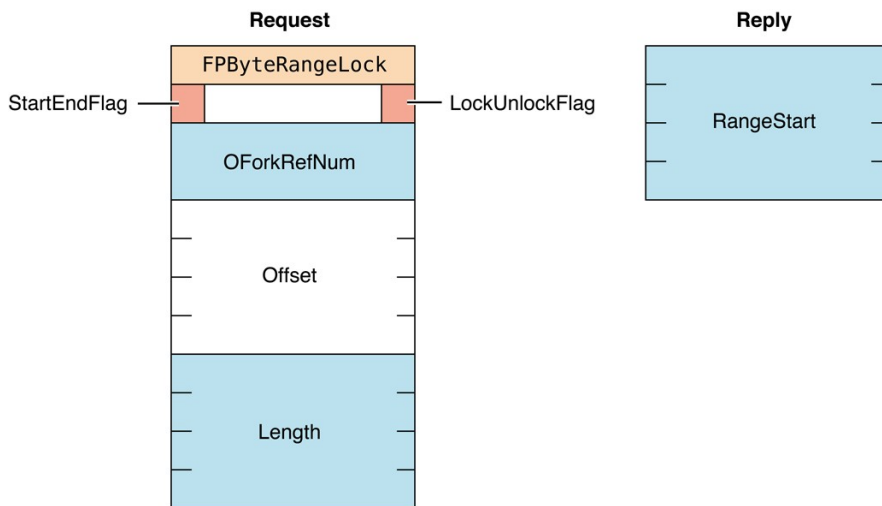 Request
Reply
FPByteRangeLock
StartEndFlag
LockUnlockFlag
RangeStart
OForkRefNum
Offset
Length